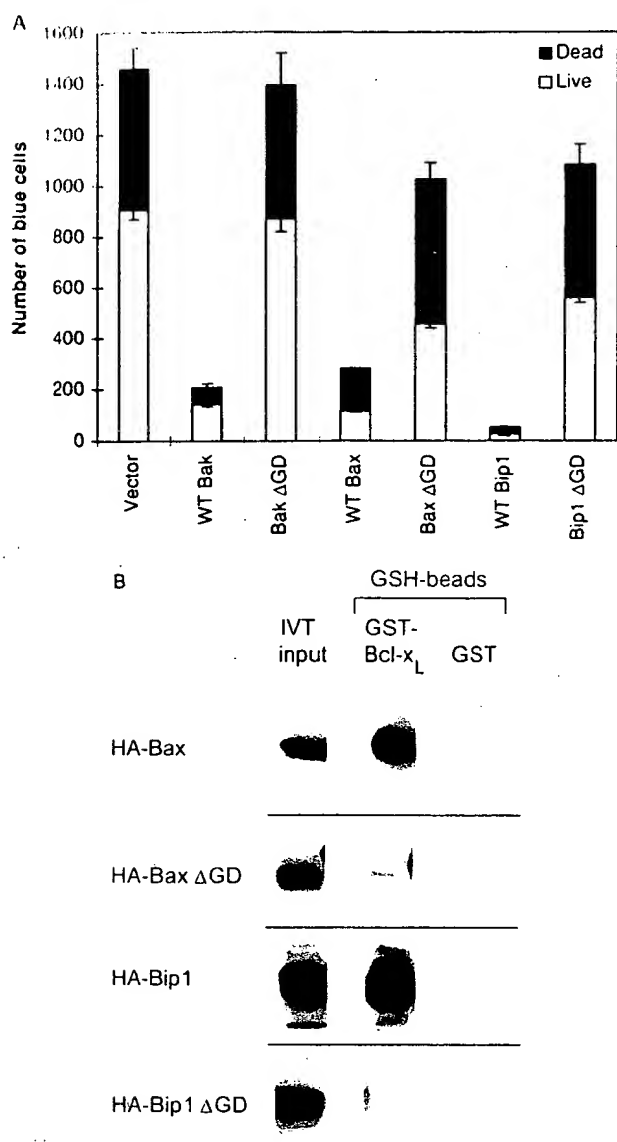 A
1600
1400
1200
1000
800
600
400
200
0
Number of blue cells
Dead
Live
Vector
WT Bak
Bak ΔGD
WT Bax
Bax ΔGD
WT Bip1
Bip1 ΔGD
B
GSH-beads
IVT input
GST-Bcl-xL
GST
HA-Bax
HA-Bax ΔGD
HA-Bip1
HA-Bip1 ΔGD